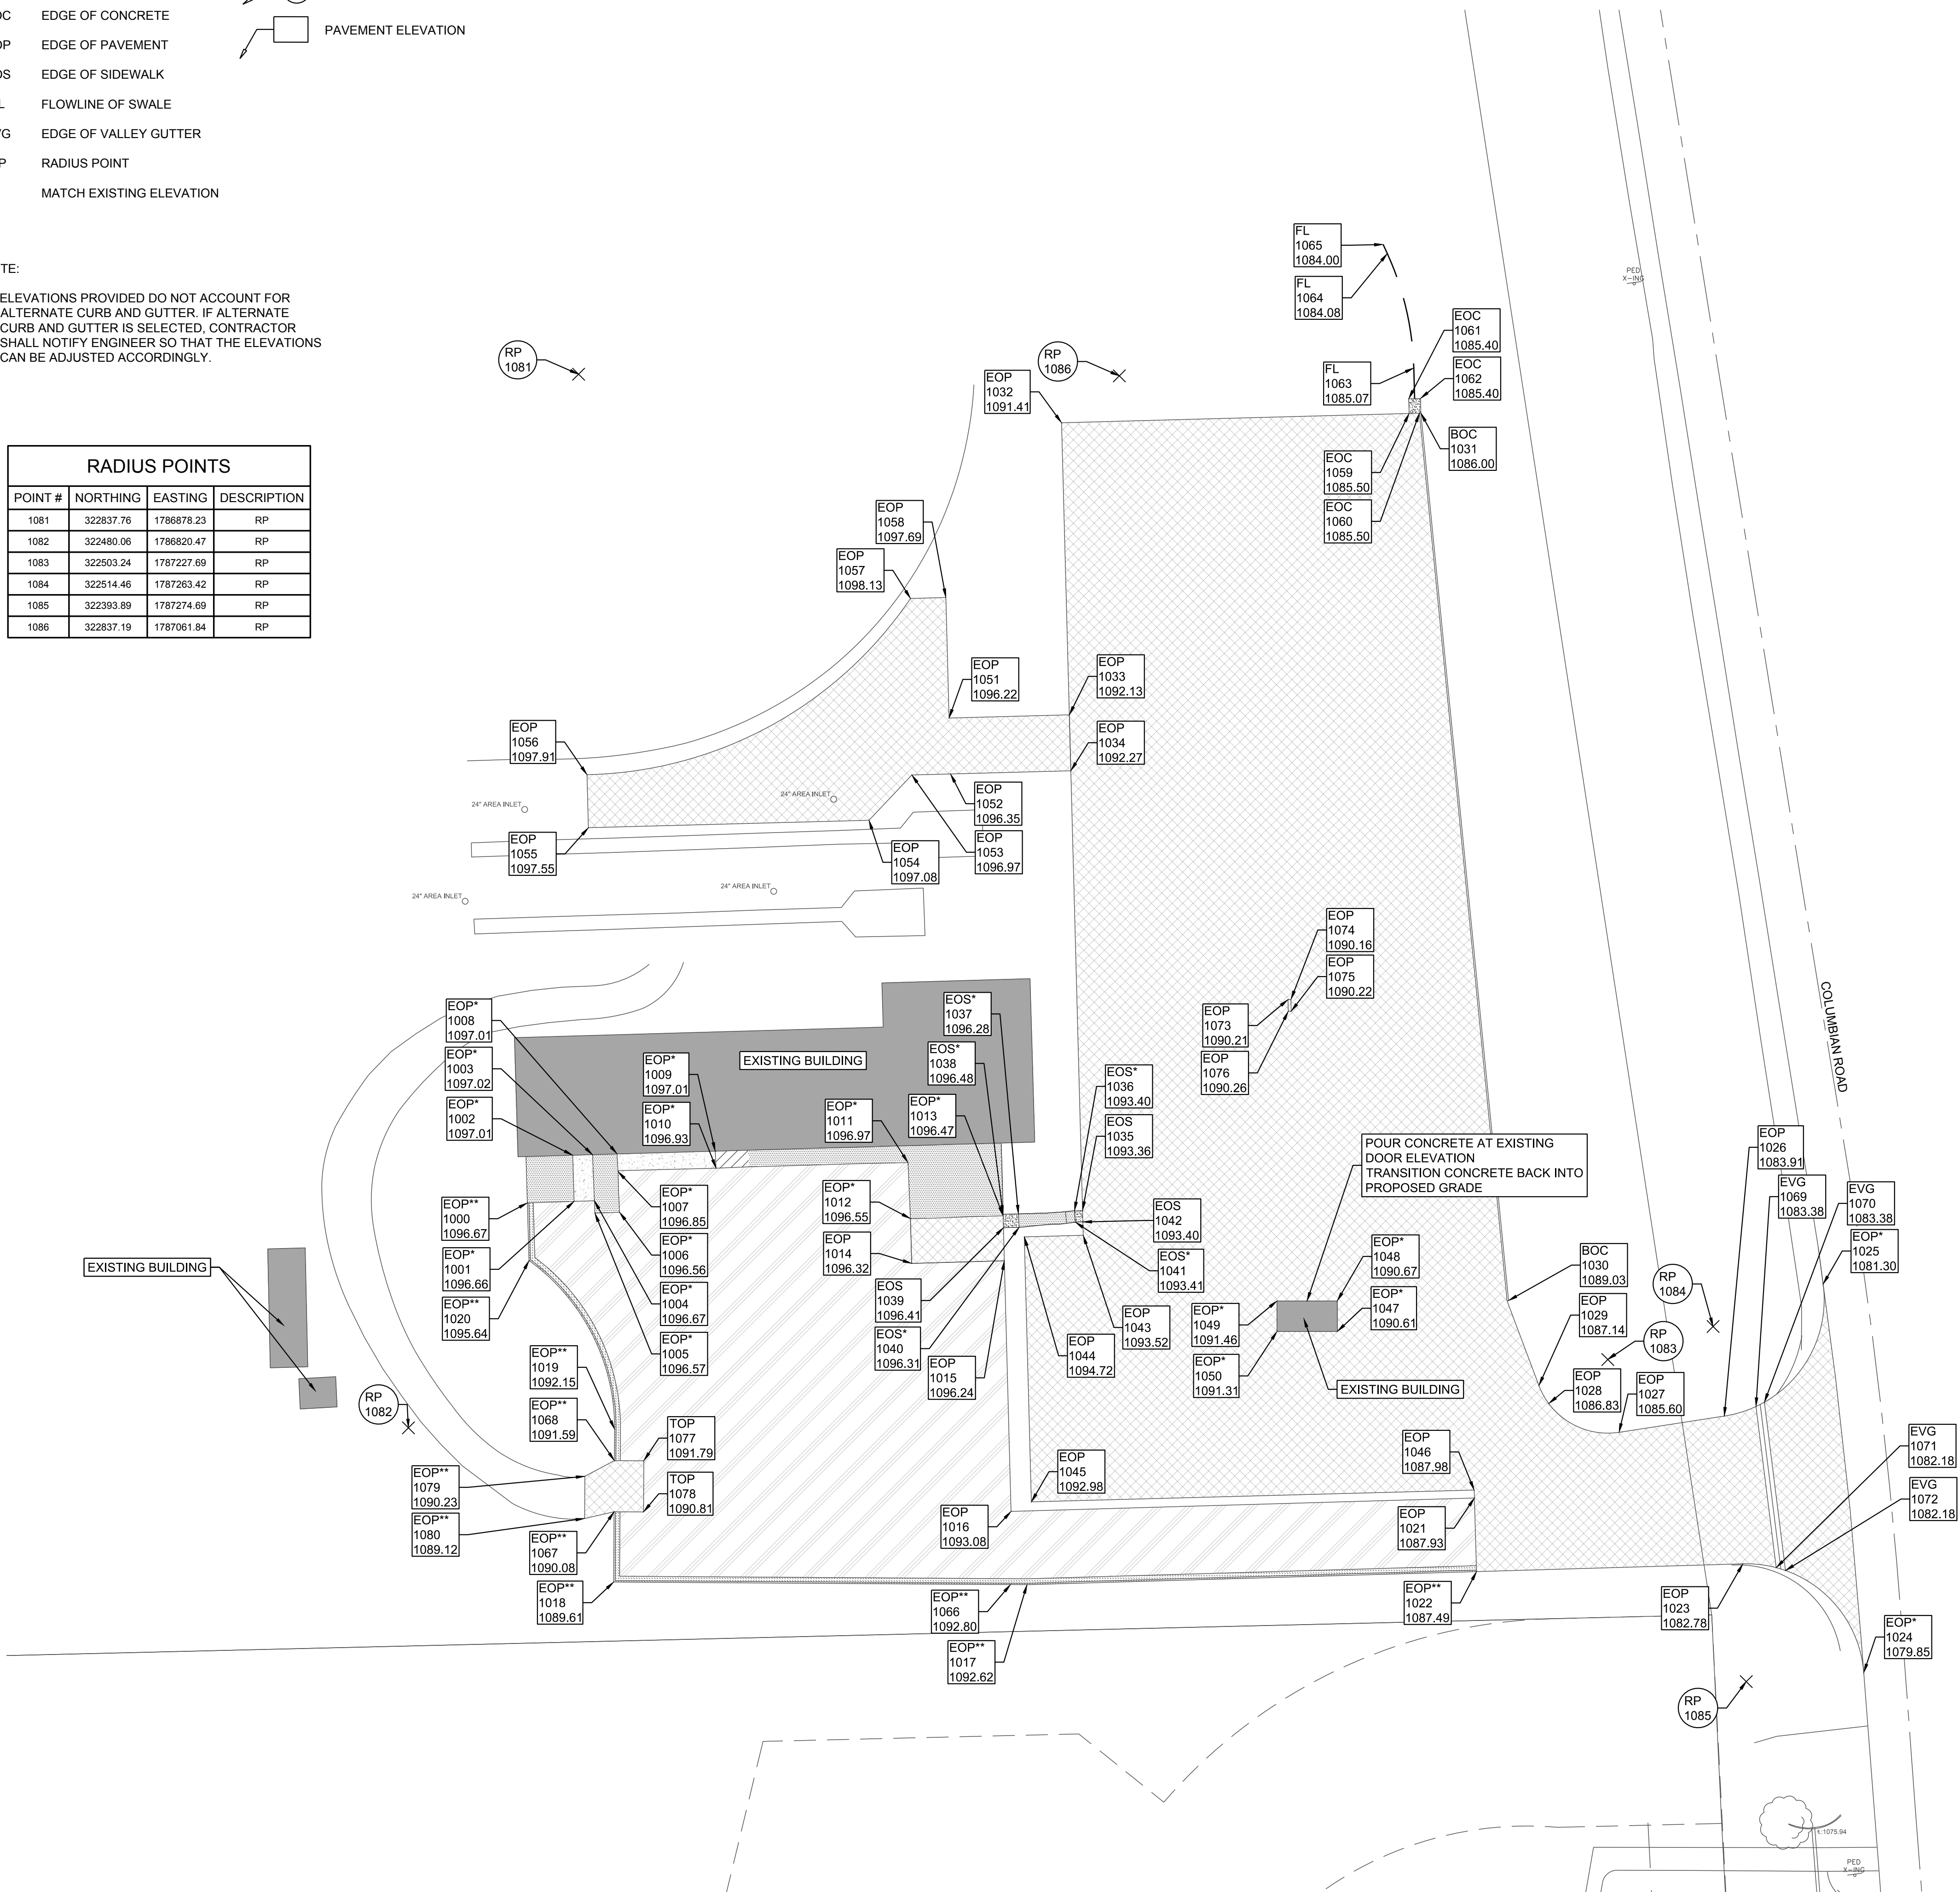 OC EDGE OF CONCRETE
OP EDGE OF PAVEMENT
OS EDGE OF SIDEWALK
L FLOWLINE OF SWALE
VG EDGE OF VALLEY GUTTER
P RADIUS POINT
MATCH EXISTING ELEVATION
PAVEMENT ELEVATION
TE:
ELEVATIONS PROVIDED DO NOT ACCOUNT FOR
ALTERNATE CURB AND GUTTER. IF ALTERNATE
CURB AND GUTTER IS SELECTED, CONTRACTOR
SHALL NOTIFY ENGINEER SO THAT THE ELEVATIONS
CAN BE ADJUSTED ACCORDINGLY.
RADIUS POINTS
POINT # NORTHING EASTING DESCRIPTION
1081 322837.76 1786878.23 RP
1082 322480.06 1786820.47 RP
1083 322503.24 1787227.69 RP
1084 322514.46 1787263.42 RP
1085 322393.89 1787274.69 RP
1086 322837.19 1787061.84 RP
FL
1065
1084.00
FL
1064
1084.08
PED
X-ING
EOC
1061
1085.40
EOC
1062
1085.40
FL
1063
1085.07
RP
1081
RP
1086
EOP
1032
1091.41
BOC
1031
1086.00
EOC
1059
1085.50
EOC
1060
1085.50
EOP
1058
1097.69
EOP
1057
1098.13
EOP
1051
1096.22
EOP
1033
1092.13
EOP
1056
1097.91
EOP
1034
1092.27
24" AREA INLET
24" AREA INLET
EOP
1052
1096.35
EOP
1055
1097.55
EOP
1054
1097.08
EOP
1053
1096.97
24" AREA INLET
24" AREA INLET
EOP
1074
1090.16
EOP
1075
1090.22
EOP
1073
1090.21
EOP
1076
1090.26
COLUMBIAN ROAD
EOP*
1008
1097.01
EOP*
1003
1097.02
EOP*
1002
1097.01
EOP*
1009
1097.01
EOP*
1010
1096.93
EXISTING BUILDING
EOS*
1037
1096.28
EOS*
1038
1096.48
EOP*
1011
1096.97
EOP*
1013
1096.47
EOS*
1036
1093.40
EOS
1035
1093.36
POUR CONCRETE AT EXISTING
DOOR ELEVATION
TRANSITION CONCRETE BACK INTO
PROPOSED GRADE
EOP
1026
1083.91
EVG
1069
1083.38
EVG
1070
1083.38
EOP*
1025
1081.30
EOP**
1000
1096.67
EOP*
1001
1096.66
EOP**
1020
1095.64
EOP*
1007
1096.85
EOP*
1006
1096.56
EOP*
1004
1096.67
EOP*
1005
1096.57
EOP*
1012
1096.55
EOP
1014
1096.32
EOS
1039
1096.41
EOS*
1040
1096.31
EOP
1015
1096.24
EOS
1042
1093.40
EOS*
1041
1093.41
EOP
1043
1093.52
EOP
1044
1094.72
EOP*
1048
1090.67
EOP*
1047
1090.61
EOP*
1049
1091.46
EOP*
1050
1091.31
EXISTING BUILDING
BOC
1030
1089.03
EOP
1029
1087.14
RP
1084
RP
1083
EOP
1028
1086.83
EOP
1027
1085.60
EXISTING BUILDING
EOP**
1019
1092.15
RP
1082
EOP**
1068
1091.59
TOP
1077
1091.79
TOP
1078
1090.81
EOP**
1079
1090.23
EOP**
1080
1089.12
EOP**
1067
1090.08
EOP**
1018
1089.61
EOP
1045
1092.98
EOP
1016
1093.08
EOP
1046
1087.98
EOP
1021
1087.93
EVG
1071
1082.18
EVG
1072
1082.18
EOP**
1066
1092.80
EOP**
1017
1092.62
EOP**
1022
1087.49
EOP
1023
1082.78
EOP*
1024
1079.85
RP
1085
1075.94
PED
X-ING